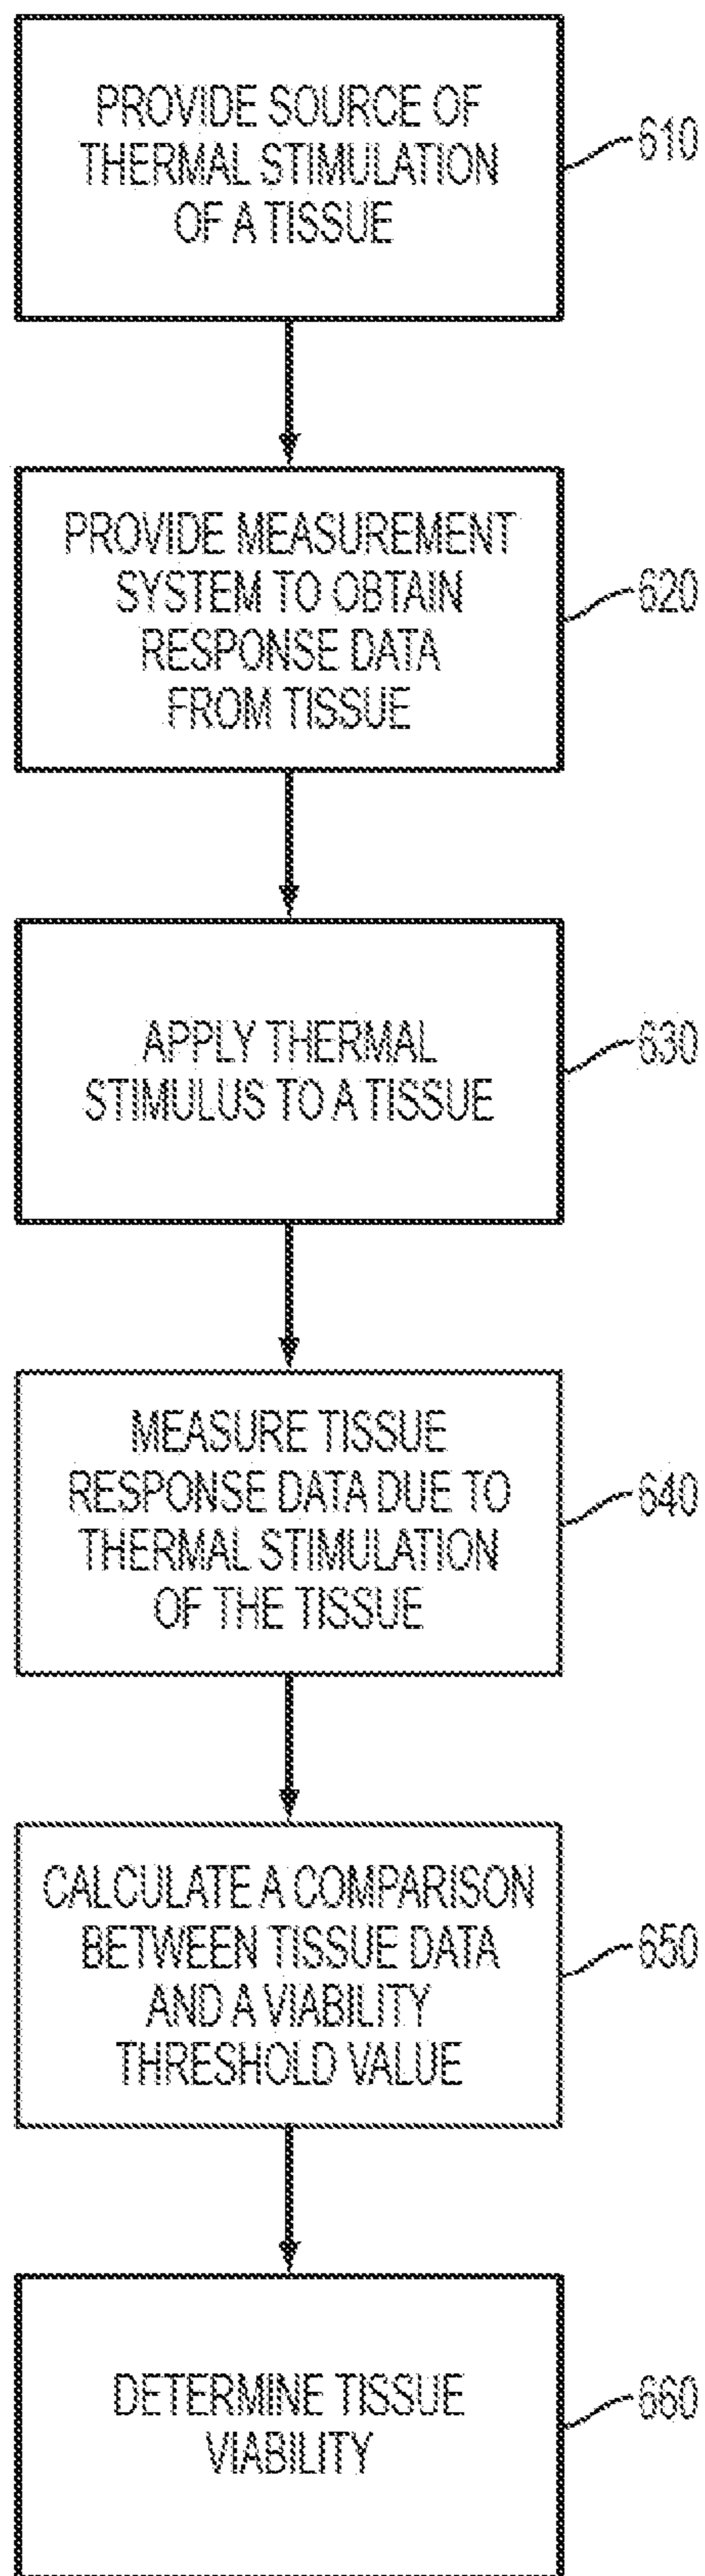 PROVIDE SOURCE OF
THERMAL STIMULATION
OF A TISSUE
610
PROVIDE MEASUREMENT
SYSTEM TO OBTAIN
RESPONSE DATA
FROM TISSUE
620
APPLY THERMAL
STIMULUS TO A TISSUE
630
MEASURE TISSUE
RESPONSE DATA DUE TO
THERMAL STIMULATION
OF THE TISSUE
640
CALCULATE A COMPARISON
BETWEEN TISSUE DATA
AND A VIABILITY
THRESHOLD VALUE
650
DETERMINE TISSUE
VIABILITY
660